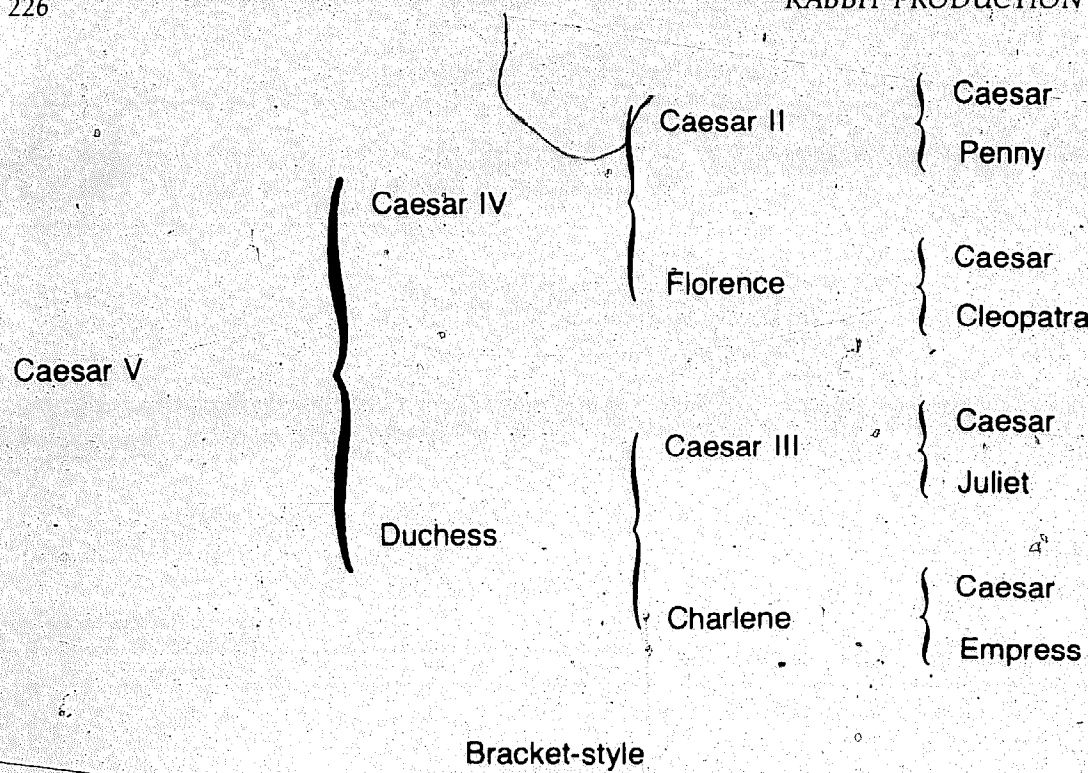 226
RABBIT PRODUCTION
Caesar
Caesar II
Penny
Caesar IV
Caesar
Florence
Cleopatra
Caesar V
Caesar
Caesar III
Juliet
Duchess
Caesar
Charlene
Empress
Bracket-style